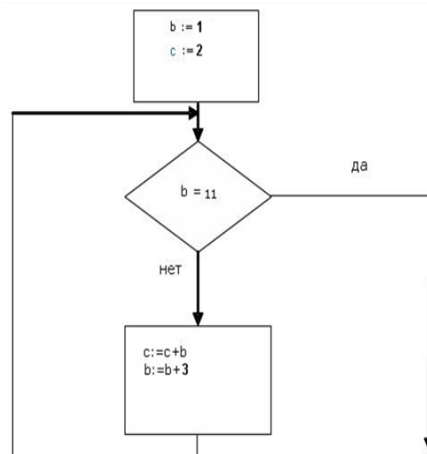 b := 1
c := 2
b = 11
да
нет
c:=c+b
b:=b+3